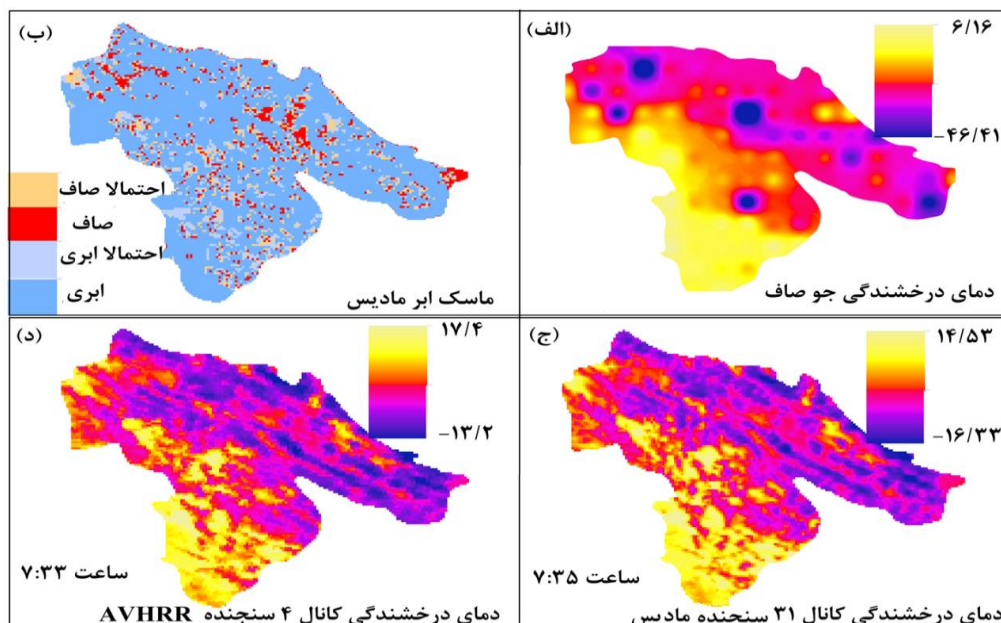 (الف)
۶/۱۶
-۴۶/۴۱
دمای درخشندگی جو صاف
(ب)
احتمالا صاف
صاف
احتمالا ابری
ابری
ماسک ابر مادیس
(ج)
۱۴/۵۳
-۱۶/۳۳
ساعت ۷:۳۵
دمای درخشندگی کانال ۳۱ سنجنده مادیس
(د)
۱۷/۴
-۱۳/۲
ساعت ۷:۳۳
دمای درخشندگی کانال ۴ سنجنده AVHRR